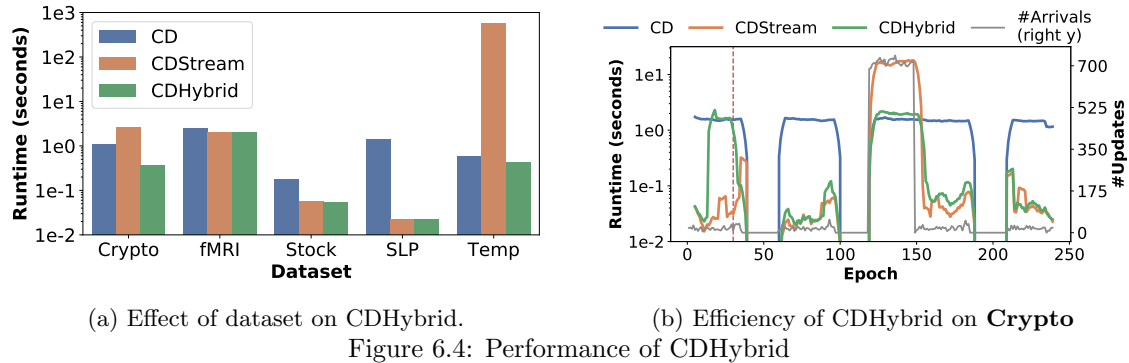 1e3
1e2
1e1
1e0
1e-1
1e-2
Runtime (seconds)
CD
CDStream
CDHybrid
Crypto fMRI Stock SLP Temp
Dataset
(a) Effect of dataset on CDHybrid.
CD CDStream CDHybrid #Arrivals
(right y)
1e1
1e0
1e-1
1e-2
Runtime (seconds)
700
525
350
175
0
#Updates
0 50 100 150 200 250
Epoch
(b) Efficiency of CDHybrid on Crypto
Figure 6.4: Performance of CDHybrid